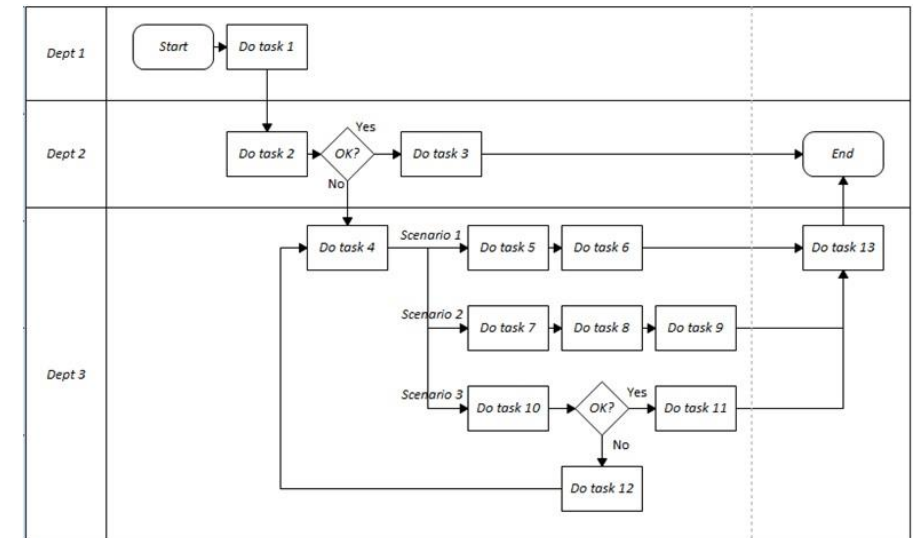 Dept 1
Start
Do task 1
Dept 2
Do task 2
OK?
Yes
No
Do task 3
End
Dept 3
Do task 4
Scenario 1
Do task 5
Do task 6
Do task 13
Scenario 2
Do task 7
Do task 8
Do task 9
Scenario 3
Do task 10
OK?
Yes
No
Do task 11
Do task 12